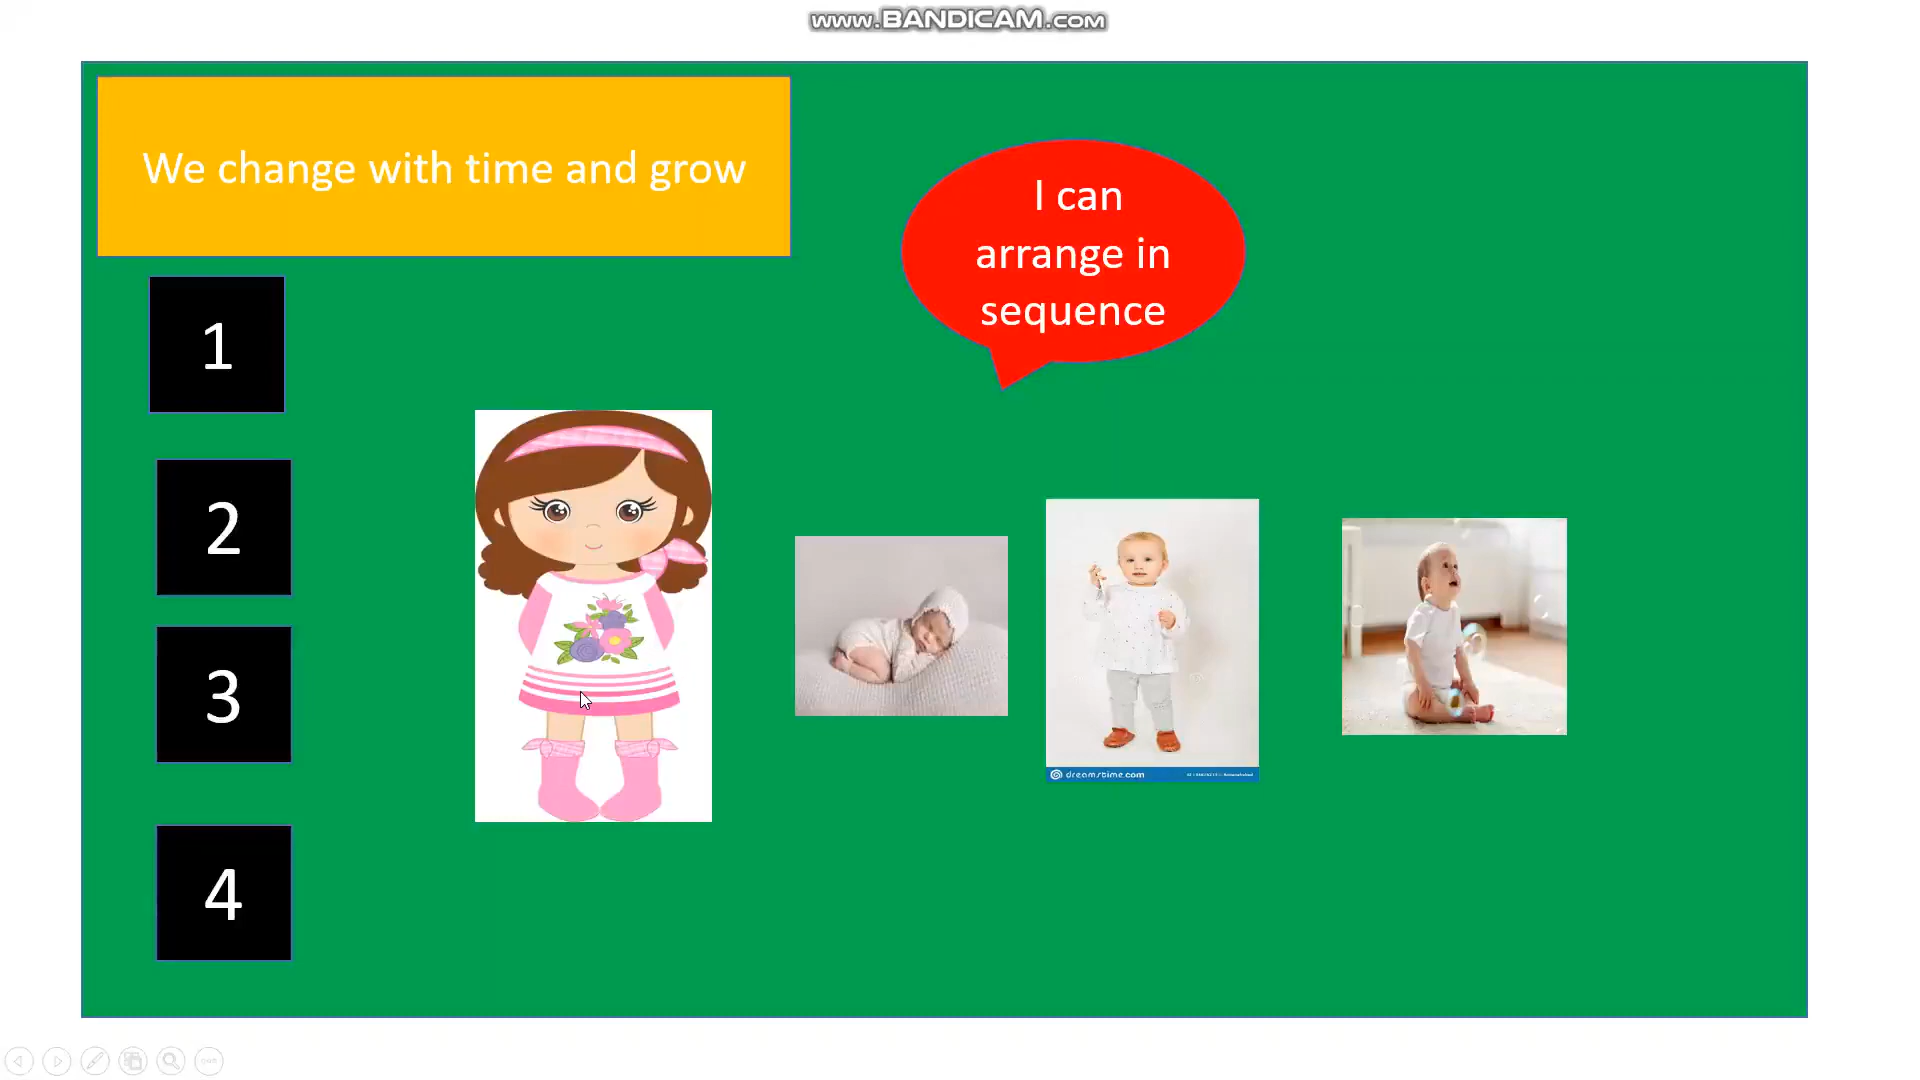 www.BANDICAM.com
We change with time and grow
I can
arrange in
sequence
1
2
3
4
dreamstime.com